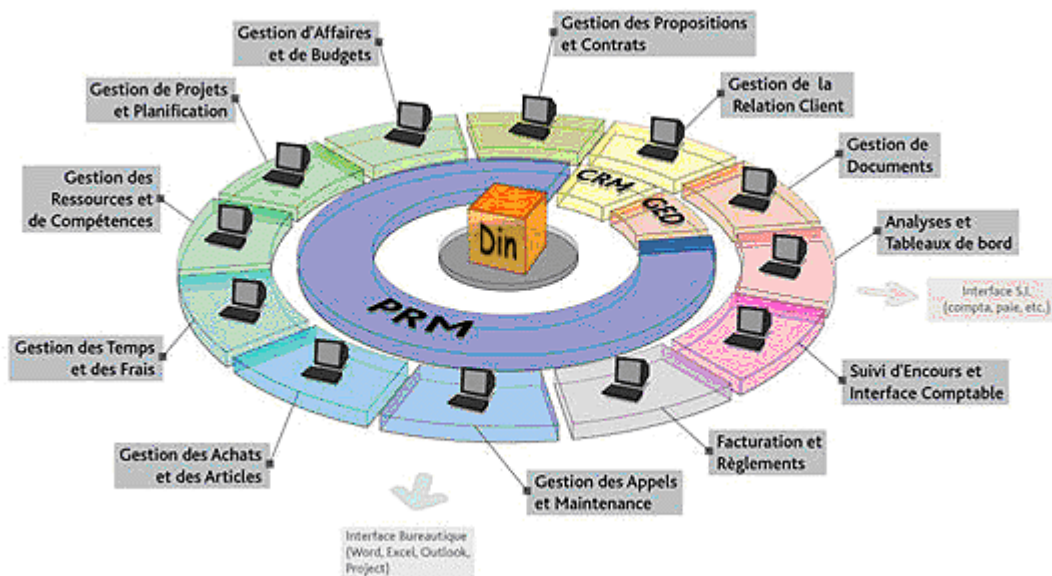 Gestion des Propositions
et Contrats
Gestion d'Affaires
et de Budgets
Gestion de la
Relation Client
Gestion de Projets
et Planification
Gestion de
Documents
Gestion des
Ressources et
de Compétences
CRM
GED
Din
Analyses et
Tableaux de bord
Interface S.I.
(compta, paie, etc.)
PRM
Gestion des Temps
et des Frais
Suivi d'Encours et
Interface Comptable
Facturation et
Règlements
Gestion des Achats
et des Articles
Gestion des Appels
et Maintenance
Interface Bureautique
(Word, Excel, Outlook,
Project)